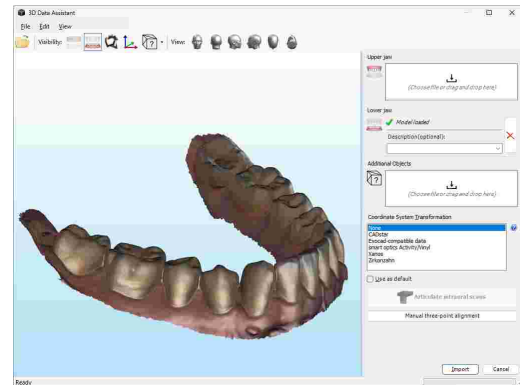 3D Data Assistant
File Edit View
Visibility: View:
Upper jaw
(Choose file or drag and drop here)
Lower jaw
Model loaded
Description(optional):
Additional Objects
(Choose file or drag and drop here)
Coordinate System Transformation
None
CADstar
Exocad-compatible data
smart optics Activity/Vinyl
Xanos
Zirkonzahn
Use as default
Articulate intraoral scans
Manual three-point alignment
Import Cancel
Ready